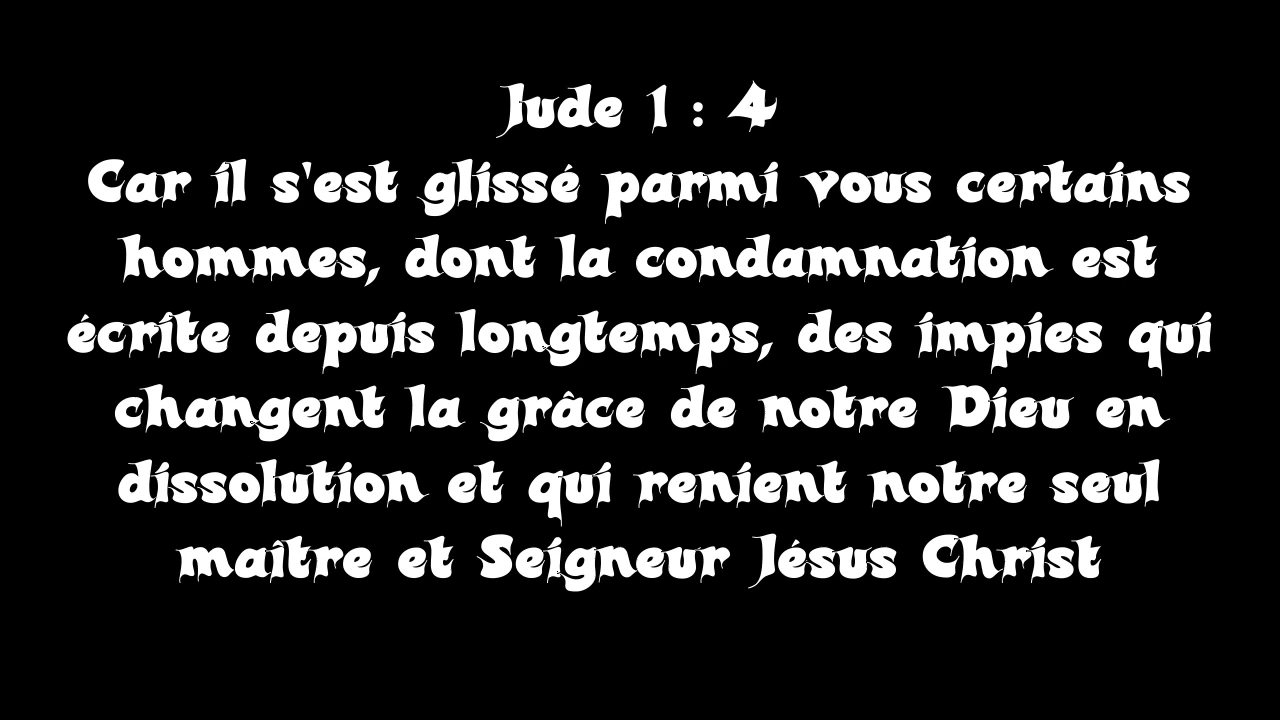 Jude 1 : 4
Car il s'est glissé parmi vous certains
hommes, dont la condamnation est
écrite depuis longtemps, des impies qui
changent la grâce de notre Dieu en
dissolution et qui renient notre seul
maître et Seigneur Jésus Christ